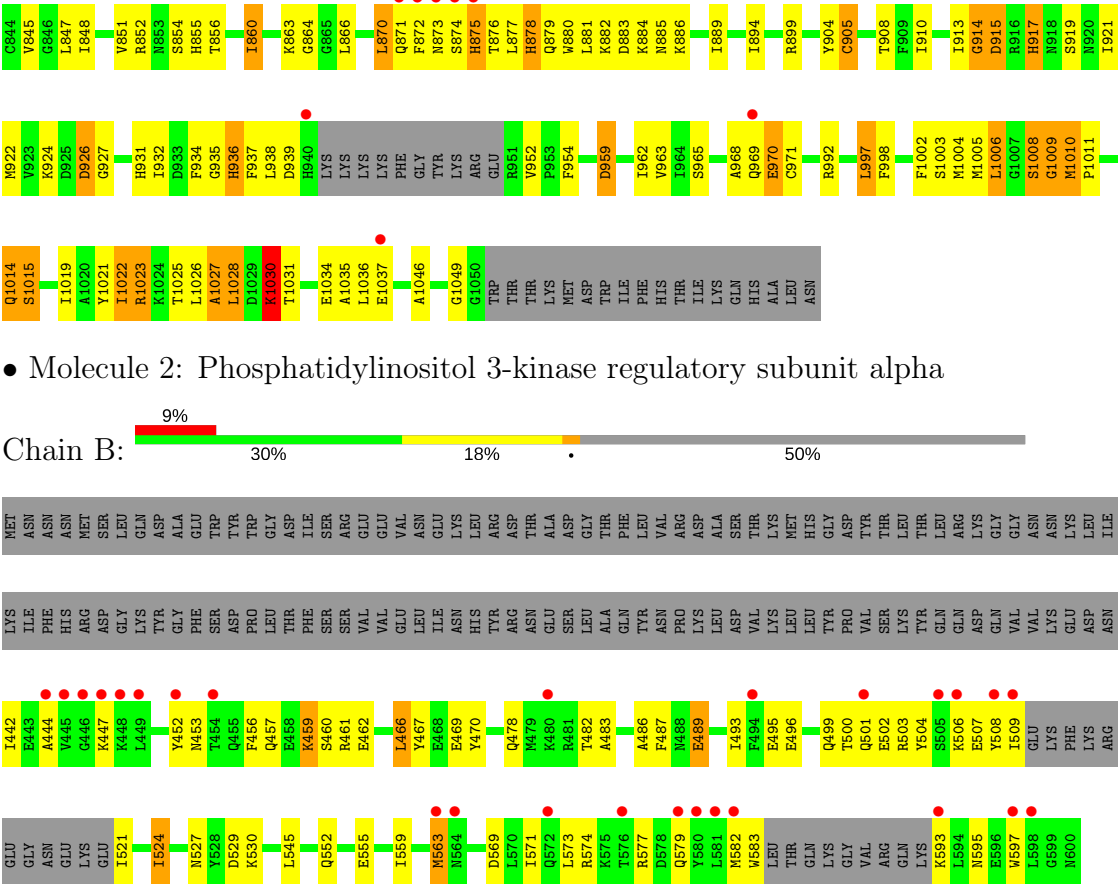 C844 V845 G846 L847 I848 V851 R852 N853 S854 H855 T856 I860 K863 G864 G865 L866 L870 Q871 F872 N873 S874 H875 T876 L877 H878 Q879 W880 L881 K882 D883 K884 N885 K886 I889 I894 R899 Y904 C905 T908 F909 I910 I913 G914 D915 R916 H917 N918 S919 N920 I921
M922 V923 K924 D925 D926 G927 H931 I932 D933 F934 G935 H936 F937 L938 D939 H940 LYS LYS LYS LYS PHE GLY TYR LYS ARG GLU R951 V952 P953 F954 D959 I962 V963 I964 S965 A968 Q969 E970 C971 R992 L997 F998 F1002 S1003 M1004 M1005 L1006 G1007 S1008 G1009 M1010 P1011
Q1014 S1015 I1019 A1020 Y1021 I1022 R1023 K1024 T1025 L1026 A1027 L1028 D1029 K1030 T1031 E1034 A1035 L1036 E1037 A1046 G1049 G1050 TRP THR THR LYS MET ASP TRP ILE PHE HIS THR ILE LYS GLN HIS ALA LEU ASN
• Molecule 2: Phosphatidylinositol 3-kinase regulatory subunit alpha
9%
Chain B:
30% 18% • 50%
MET ASN ASN ASN MET SER LEU GLN ASP ALA GLU TRP TYR TRP GLY ASP ILE SER ARG GLU GLU VAL ASN GLU LYS LEU ARG ASP THR ALA ASP GLY THR PHE LEU VAL ARG ASP ALA SER THR LYS MET HIS GLY ASP TYR THR LEU THR LEU ARG LYS GLY GLY ASN ASN LYS LEU ILE
LYS ILE PHE HIS ARG ASP GLY LYS TYR GLY PHE SER ASP PRO LEU THR PHE SER SER VAL VAL GLU LEU ILE ASN HIS TYR ARG ASN GLU SER LEU ALA GLN TYR ASN PRO LYS LEU ASP VAL LYS LEU LEU TYR PRO VAL SER LYS TYR GLN GLN ASP GLN VAL VAL LYS GLU ASP ASN
I442 E443 A444 V445 G446 K447 K448 L449 Y452 N453 T454 Q455 F456 Q457 E458 K459 S460 R461 E462 L466 Y467 E468 E469 Y470 Q478 M479 K480 R481 T482 A483 A486 F487 N488 E489 I493 F494 E495 E496 Q499 T500 Q501 E502 R503 Y504 S505 K506 E507 Y508 I509 GLU LYS PHE LYS ARG
GLU GLY ASN GLU LYS GLU I521 I524 N527 Y528 D529 K530 L545 Q552 E555 I559 M563 N564 D569 L570 I571 Q572 L573 R574 K575 T576 R577 D578 Q579 Y580 L581 M582 W583 LEU THR GLN LYS GLY VAL ARG GLN LYS K593 L594 N595 E596 W597 L598 G599 N600